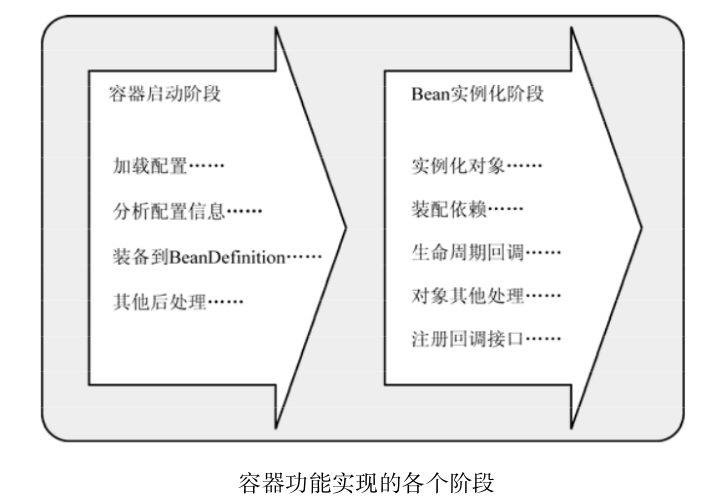 容器启动阶段
加载配置……
分析配置信息……
装备到BeanDefinition……
其他后处理……
Bean实例化阶段
实例化对象……
装配依赖……
生命周期回调……
对象其他处理……
注册回调接口……
容器功能实现的各个阶段